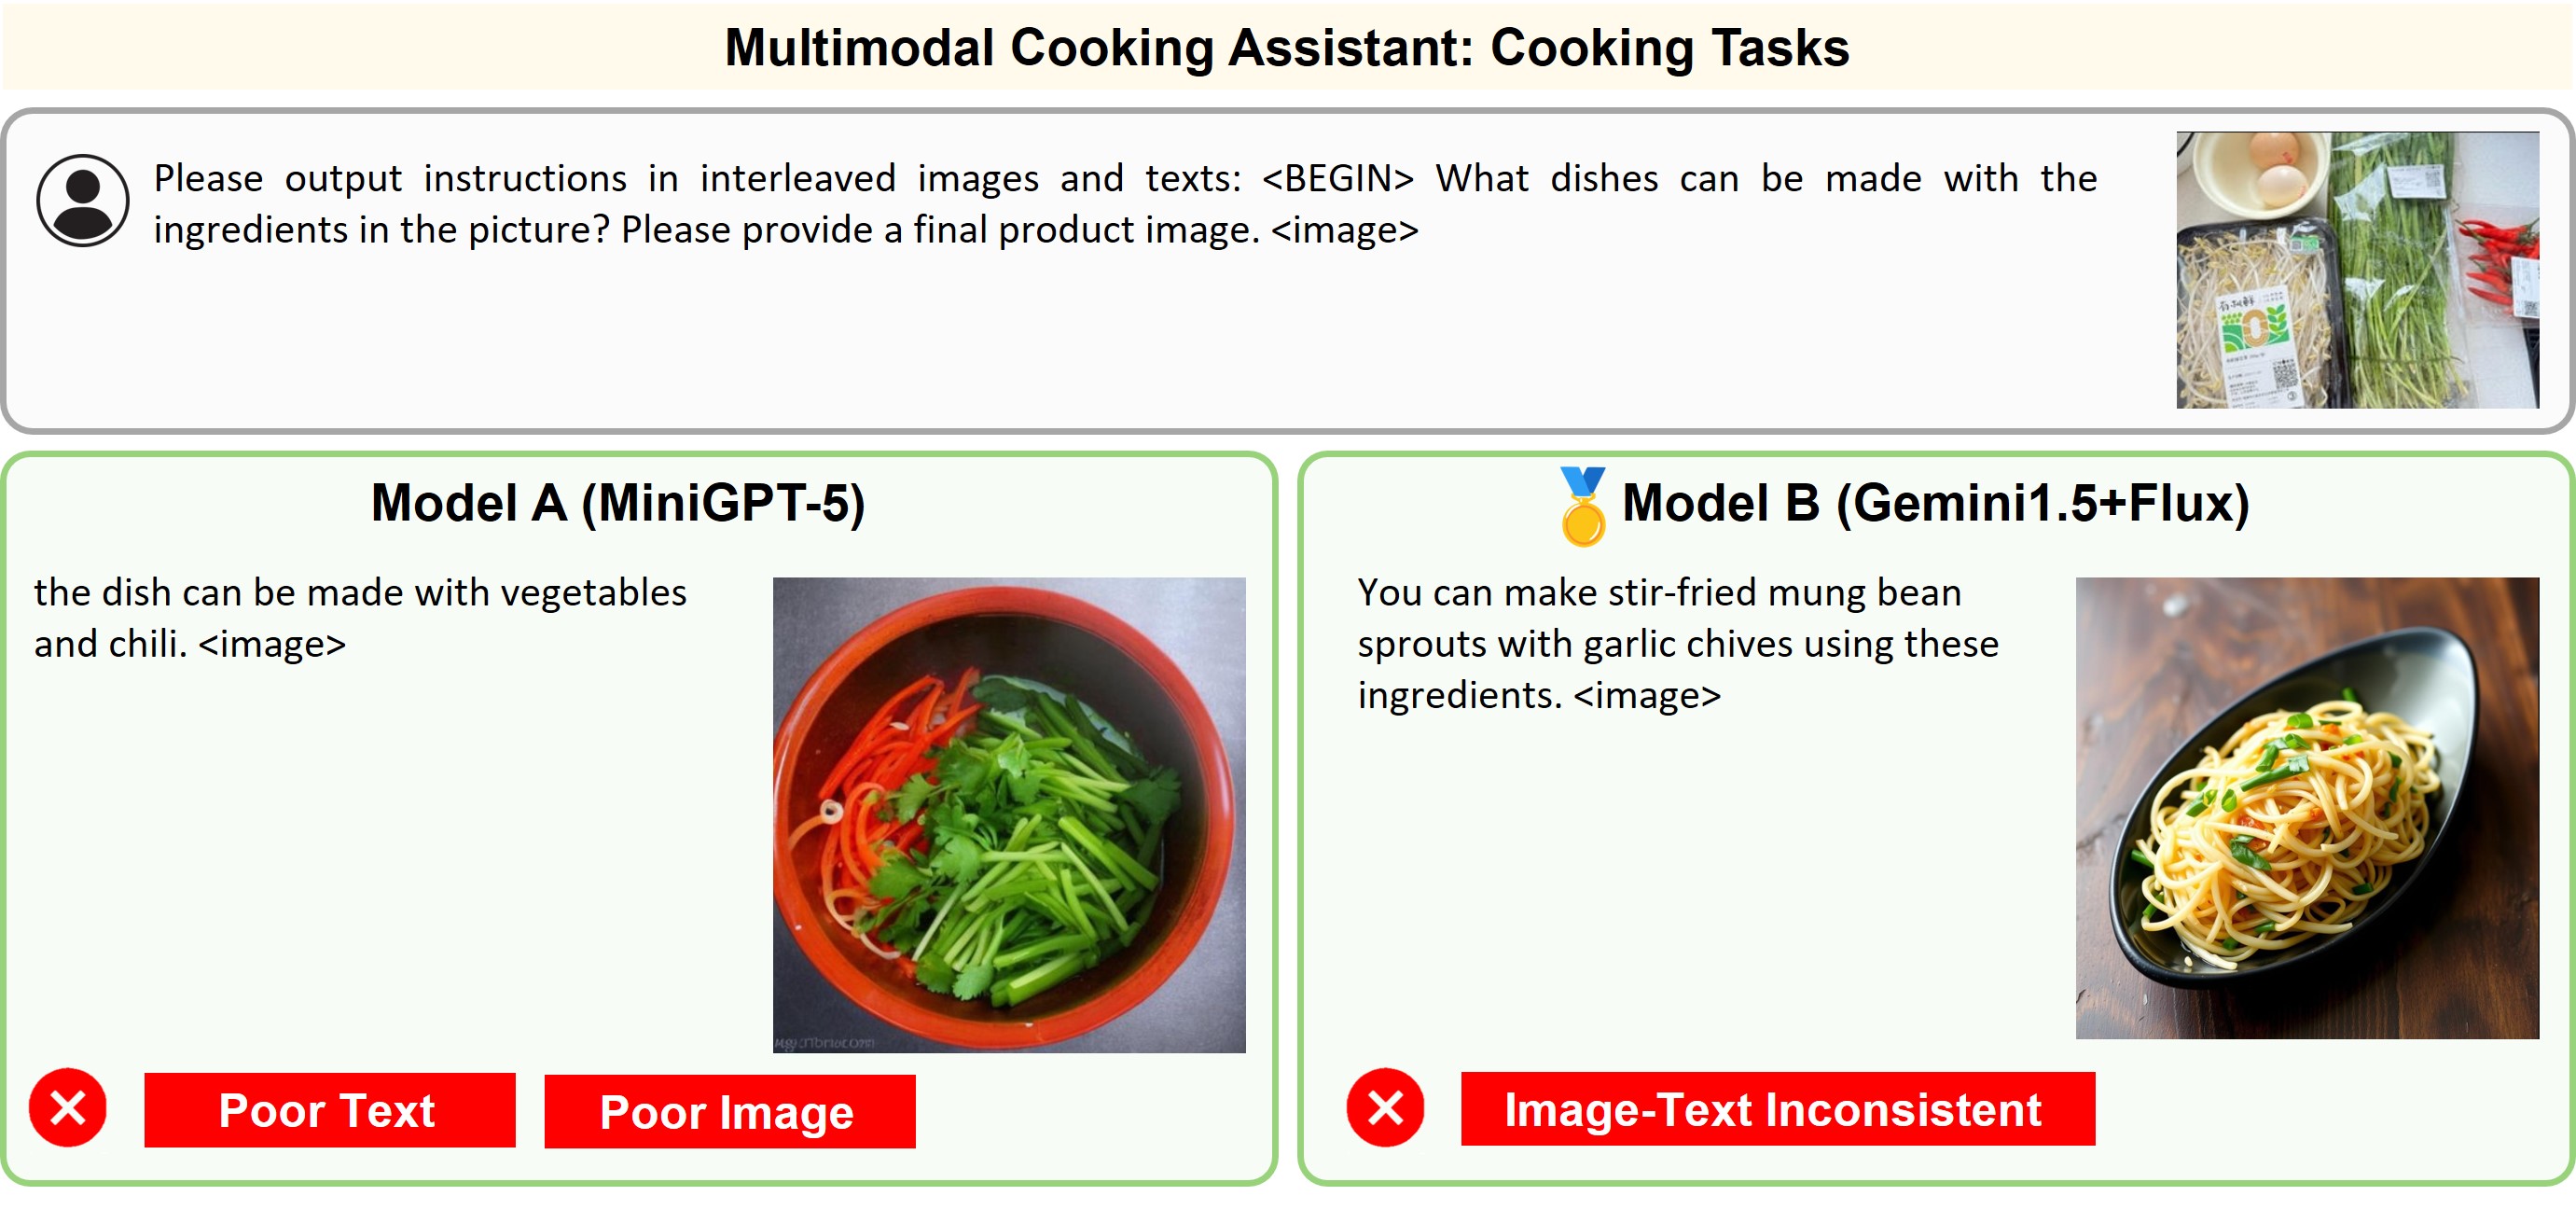 Multimodal Cooking Assistant: Cooking Tasks
Please output instructions in interleaved images and texts: <BEGIN> What dishes can be made with the
ingredients in the picture? Please provide a final product image. <image>
Model A (MiniGPT-5)
the dish can be made with vegetables
and chili. <image>
Poor Text
Poor Image
Model B (Gemini1.5+Flux)
You can make stir-fried mung bean
sprouts with garlic chives using these
ingredients. <image>
Image-Text Inconsistent